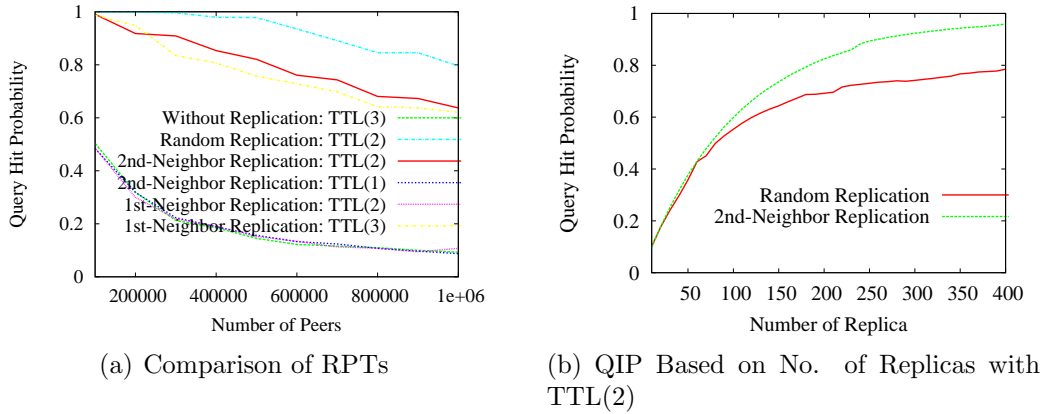 1
0.8
0.6
0.4
0.2
0
Query Hit Probability
Without Replication: TTL(3)
Random Replication: TTL(2)
2nd-Neighbor Replication: TTL(2)
2nd-Neighbor Replication: TTL(1)
1st-Neighbor Replication: TTL(2)
1st-Neighbor Replication: TTL(3)
200000 400000 600000 800000 1e+06
Number of Peers
(a) Comparison of RPTs
1
0.8
0.6
0.4
0.2
0
Query Hit Probability
Random Replication
2nd-Neighbor Replication
50 100 150 200 250 300 350 400
Number of Replica
(b) QIP Based on No. of Replicas with
TTL(2)